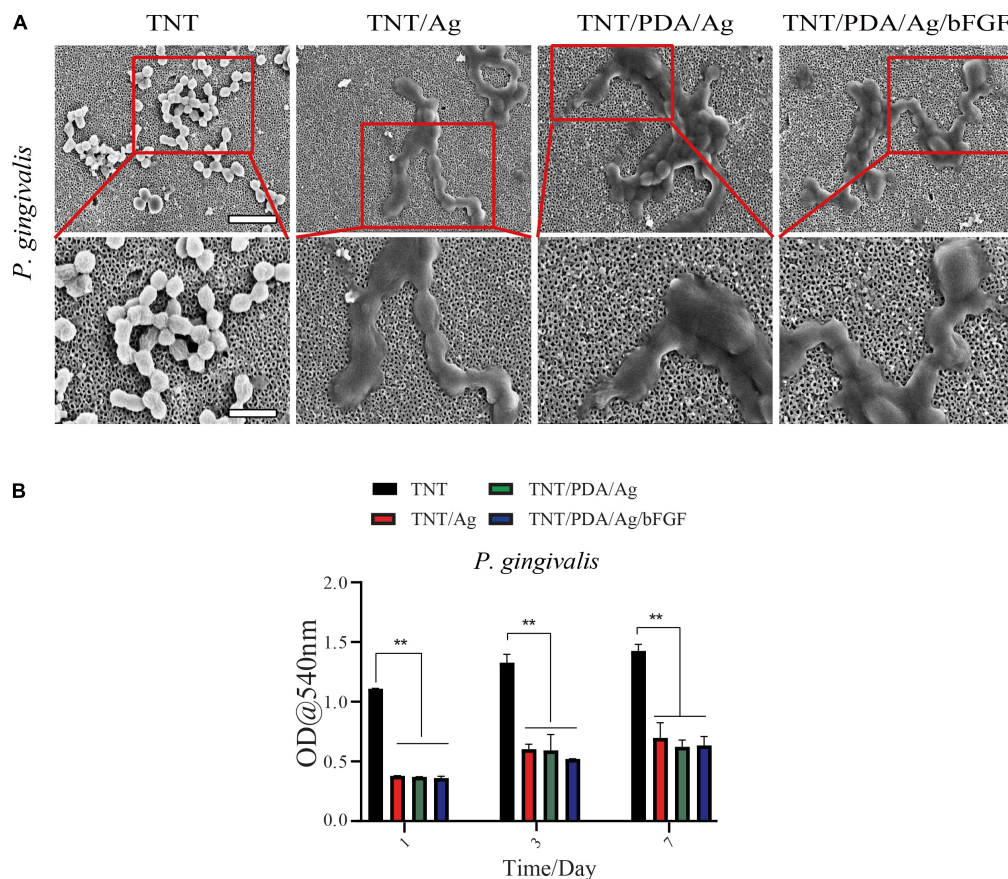 A
TNT TNT/Ag TNT/PDA/Ag TNT/PDA/Ag/bFGF
P. gingivalis
B
TNT TNT/PDA/Ag
TNT/Ag TNT/PDA/Ag/bFGF
P. gingivalis
OD@540nm
2.0
1.5
1.0
0.5
0.0
** ** **
1 3 7
Time/Day